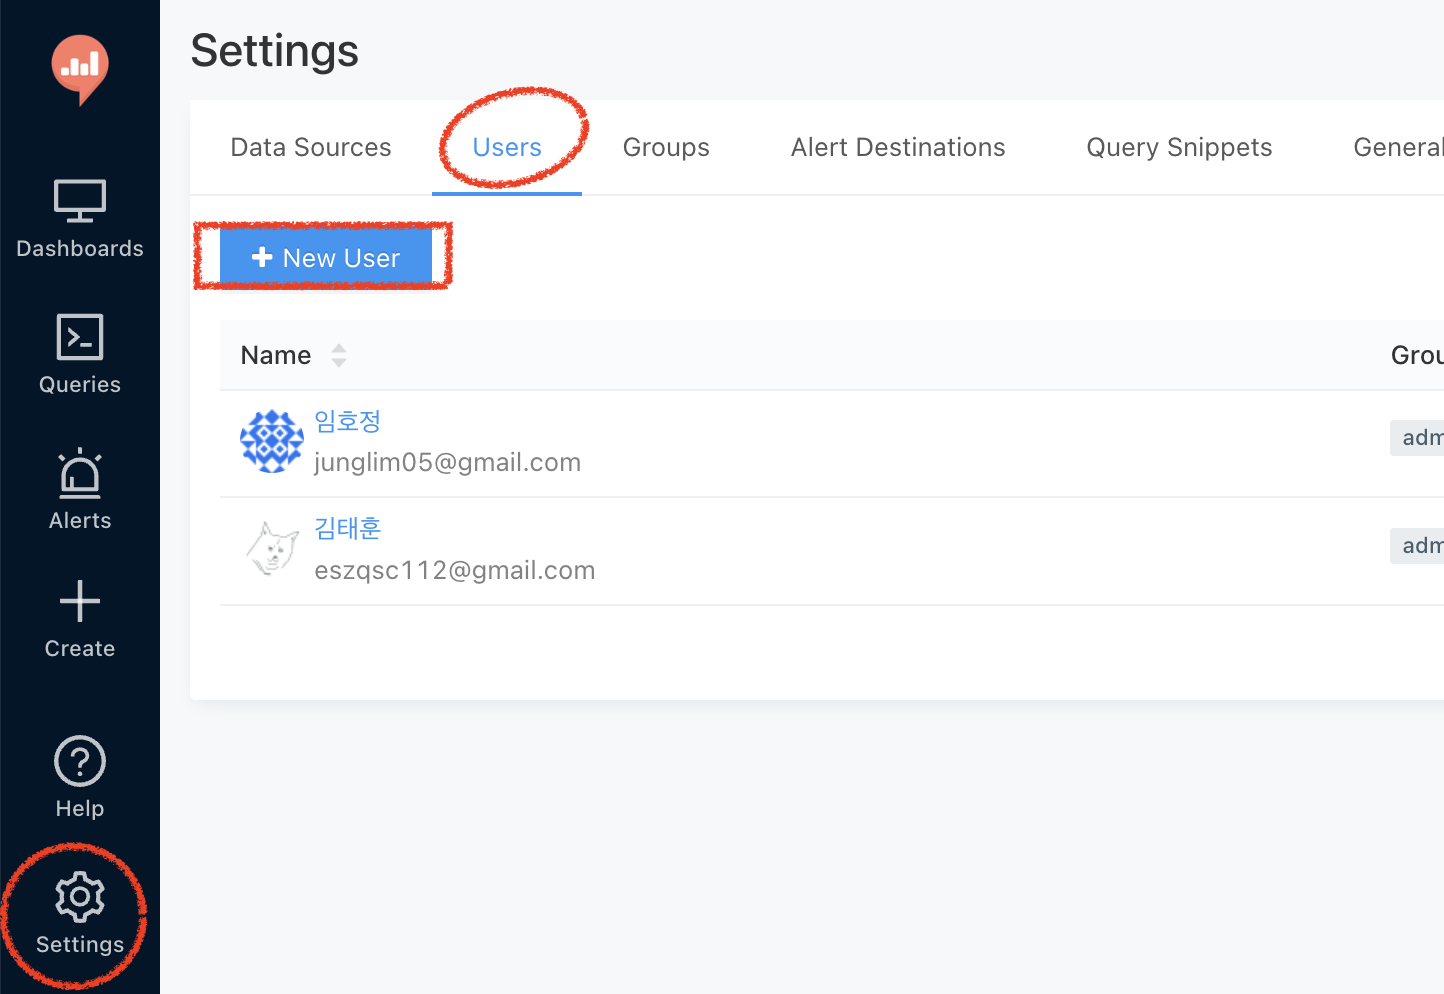 Settings
Data Sources
Users
Groups
Alert Destinations
Query Snippets
General
New User
Name
Grou
임호정
junglim05@gmail.com
adm
김태훈
eszqsc112@gmail.com
adm
Dashboards
Queries
Alerts
Create
Help
Settings